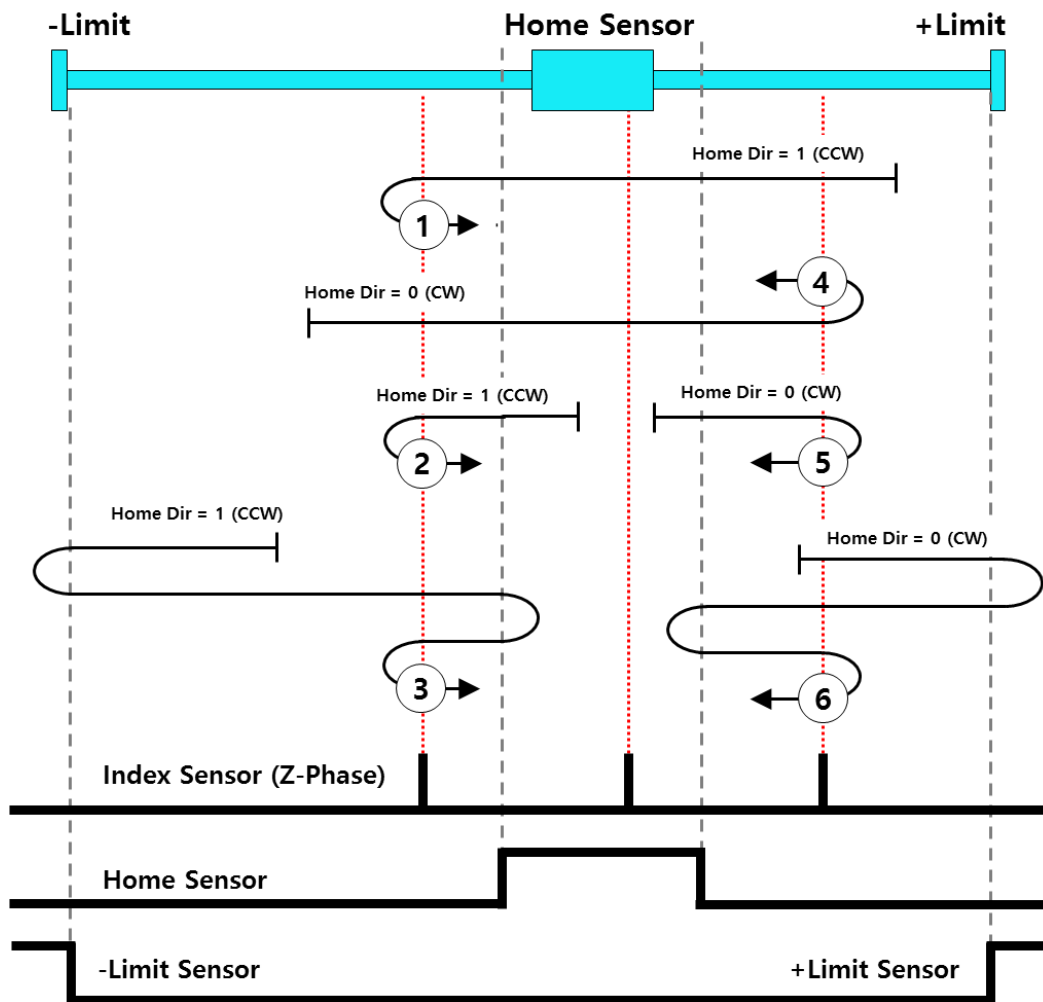 -Limit
Home Sensor
+Limit
Home Dir = 1 (CCW)
1
4
Home Dir = 0 (CW)
Home Dir = 1 (CCW)
Home Dir = 0 (CW)
2
5
Home Dir = 1 (CCW)
Home Dir = 0 (CW)
3
6
Index Sensor (Z-Phase)
Home Sensor
-Limit Sensor
+Limit Sensor